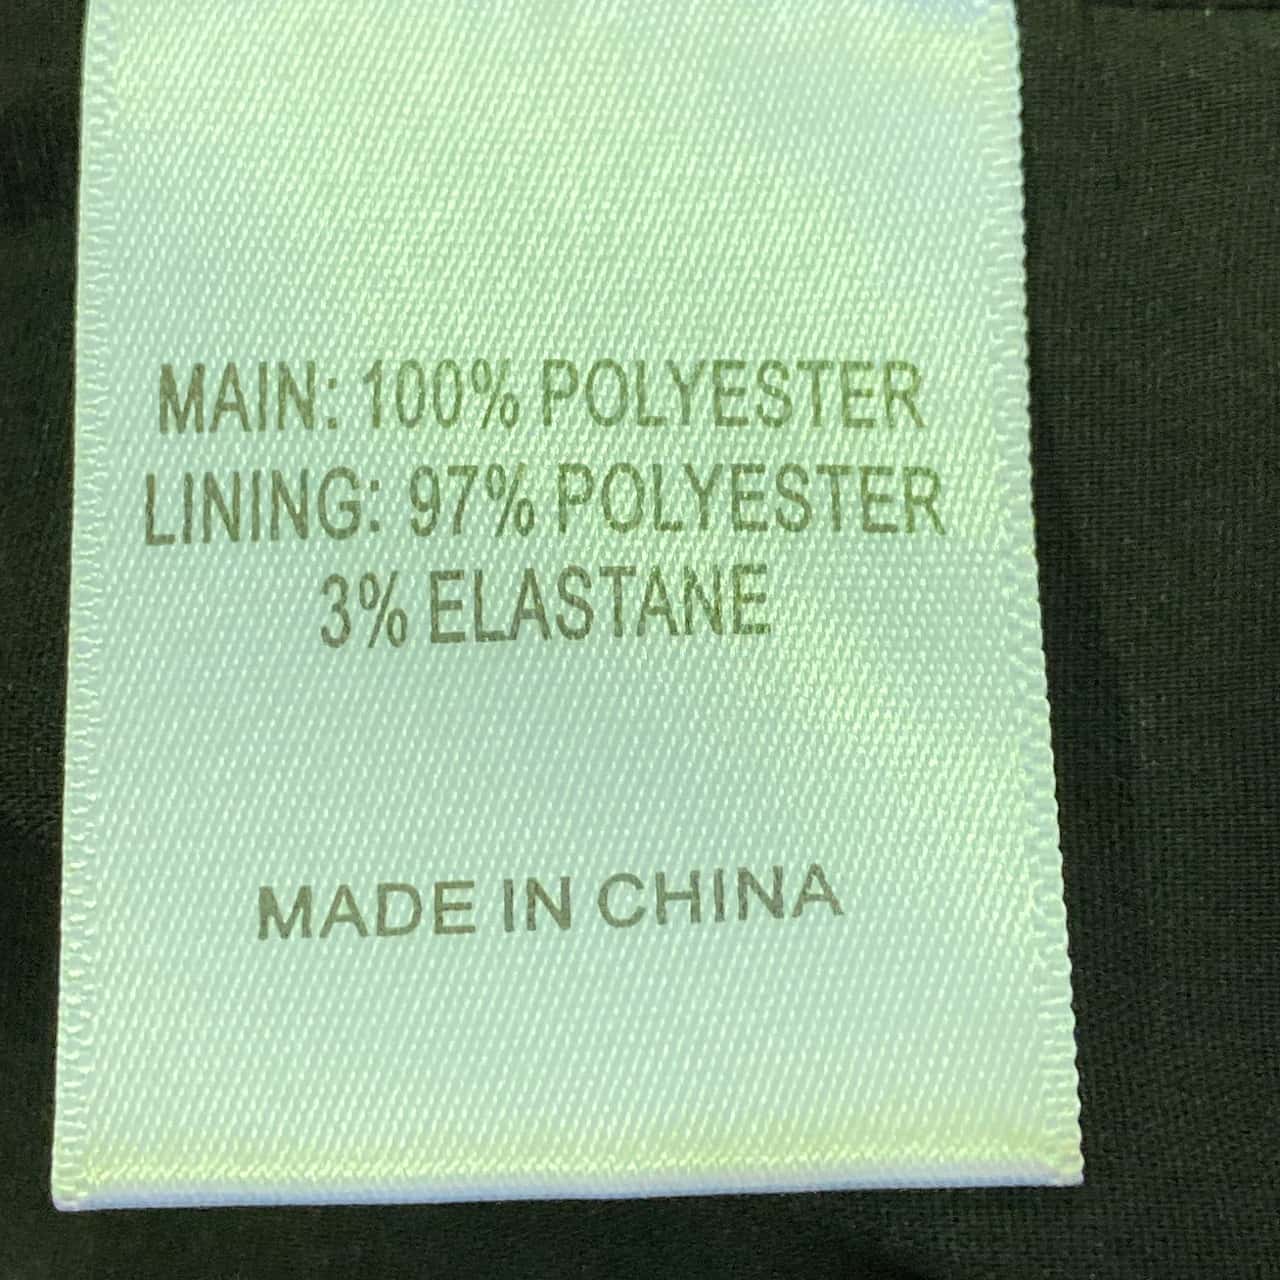 MAIN: 100% POLYESTER
LINING: 97% POLYESTER
3% ELASTANE
MADE IN CHINA